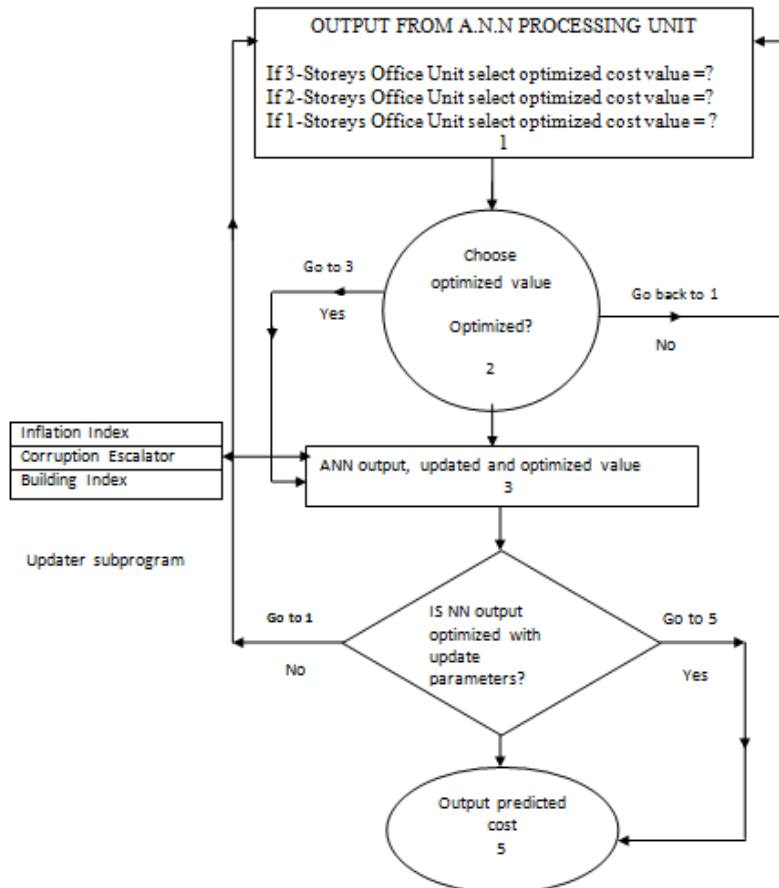 OUTPUT FROM A.N.N PROCESSING UNIT
If 3-Storeys Office Unit select optimized cost value =?
If 2-Storeys Office Unit select optimized cost value =?
If 1-Storeys Office Unit select optimized cost value = ?
1
Choose
optimized value
Optimized?
2
Go to 3
Yes
Go back to 1
No
Inflation Index
Corruption Escalator
Building Index
Updater subprogram
ANN output, updated and optimized value
3
IS NN output
optimized with
update
parameters?
Go to 1
No
Go to 5
Yes
Output predicted
cost
5